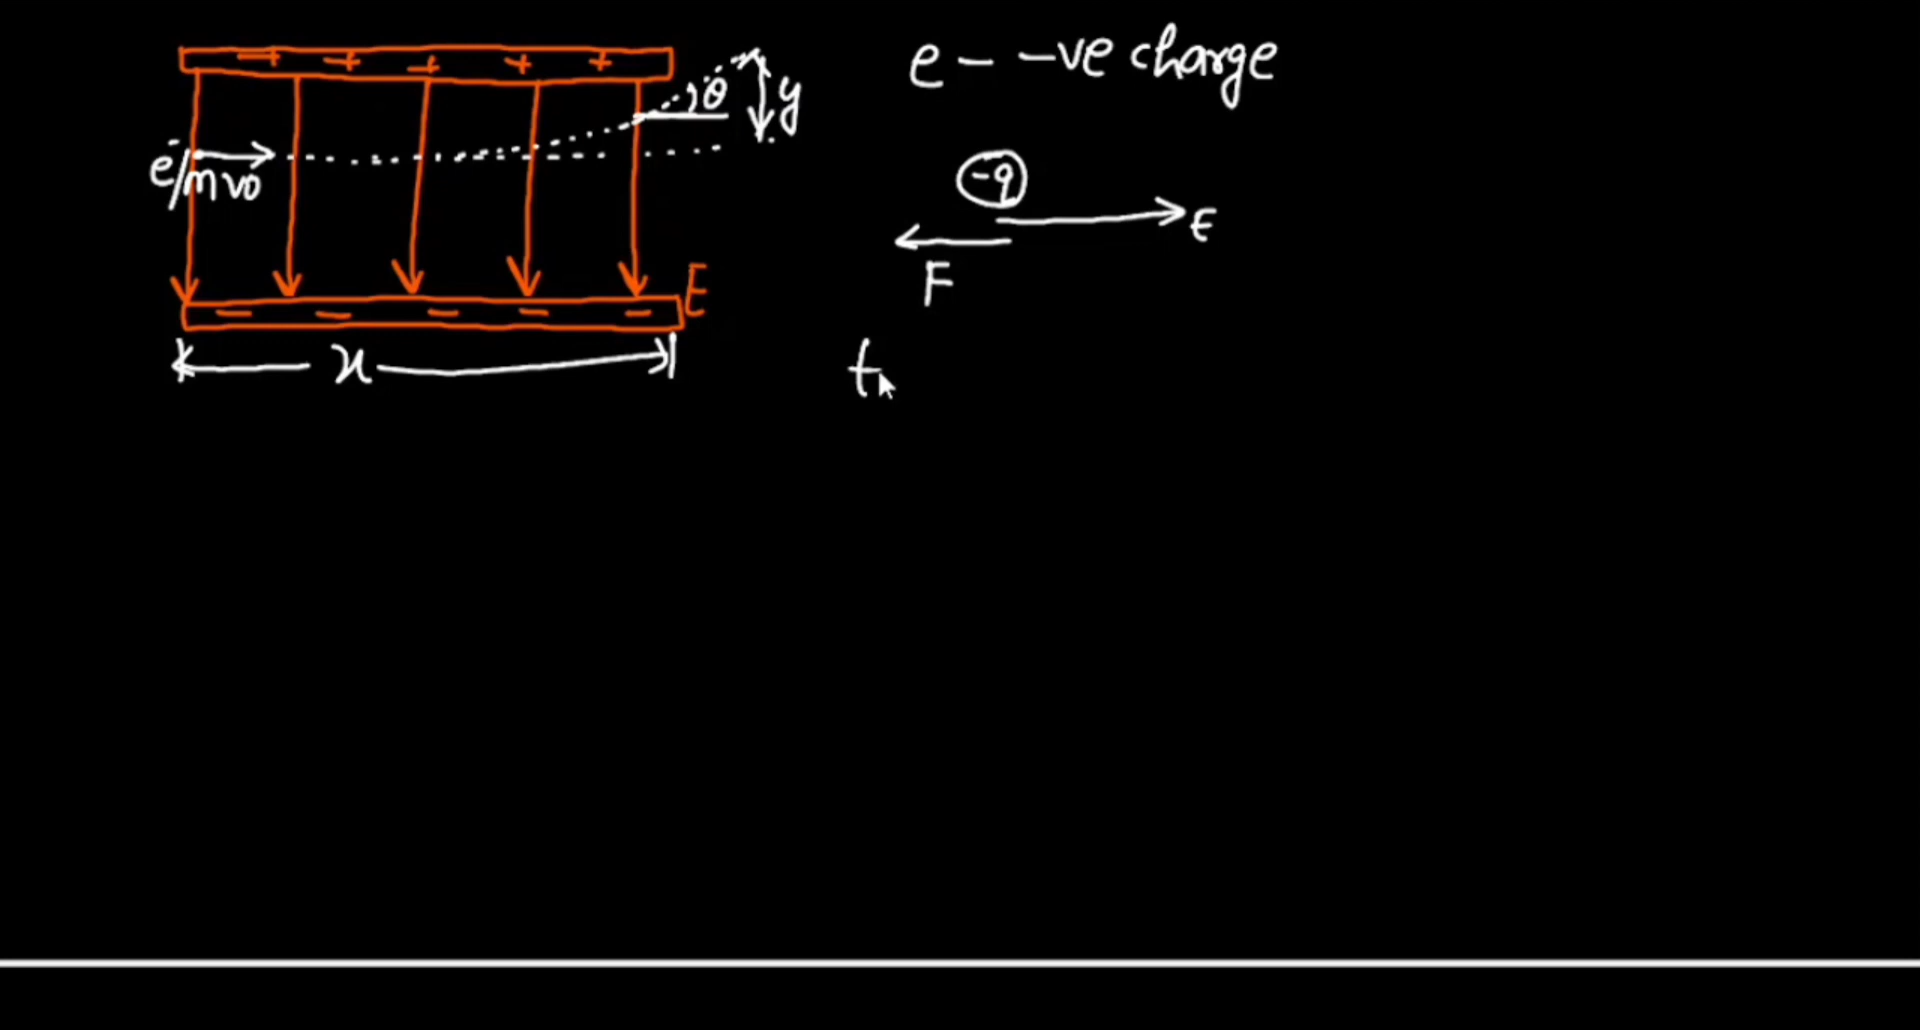 + + + + +
e - -ve charge
θ
y
e/m v0
-q
E
F
E
- - - - -
x
t